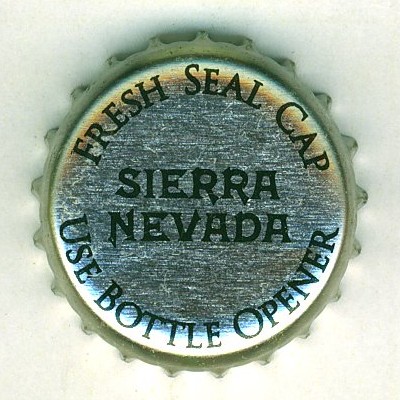 FRESH SEAL CAP
SIERRA
NEVADA
USE BOTTLE OPENER